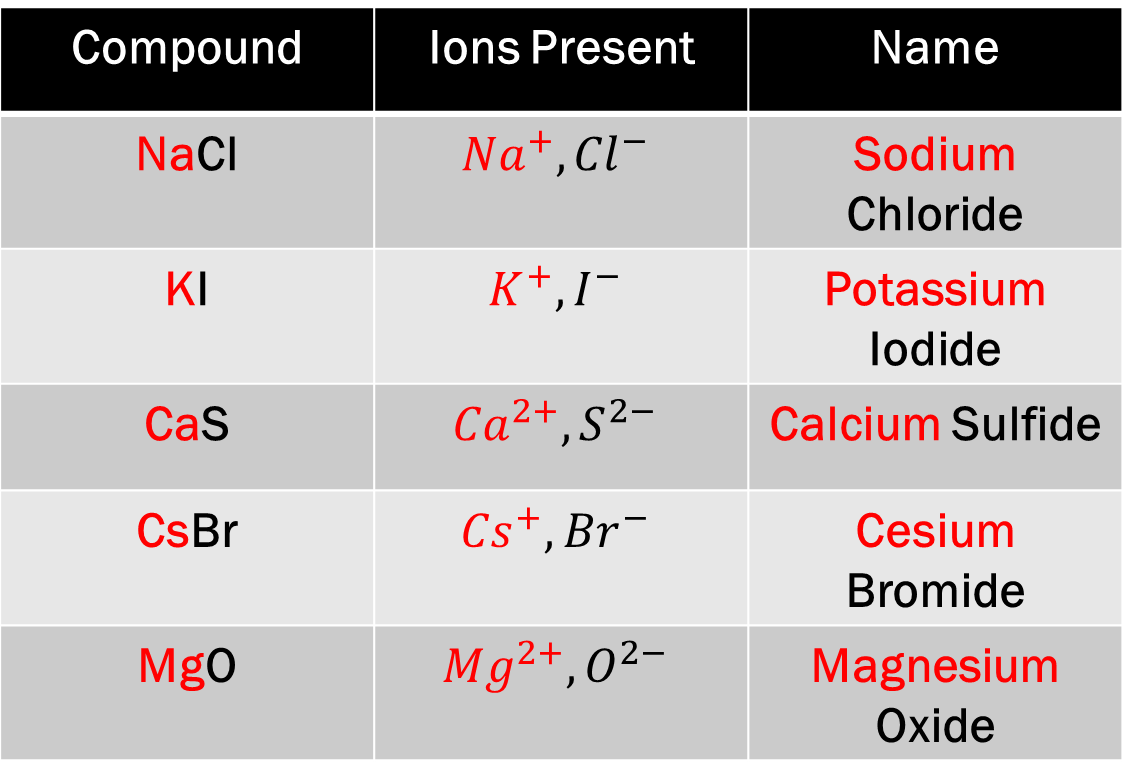 Compound Ions Present Name
NaCl Na⁺, Cl⁻ Sodium
Chloride
KI K⁺, I⁻ Potassium
Iodide
CaS Ca²⁺, S²⁻ Calcium Sulfide
CsBr Cs⁺, Br⁻ Cesium
Bromide
MgO Mg²⁺, O²⁻ Magnesium
Oxide